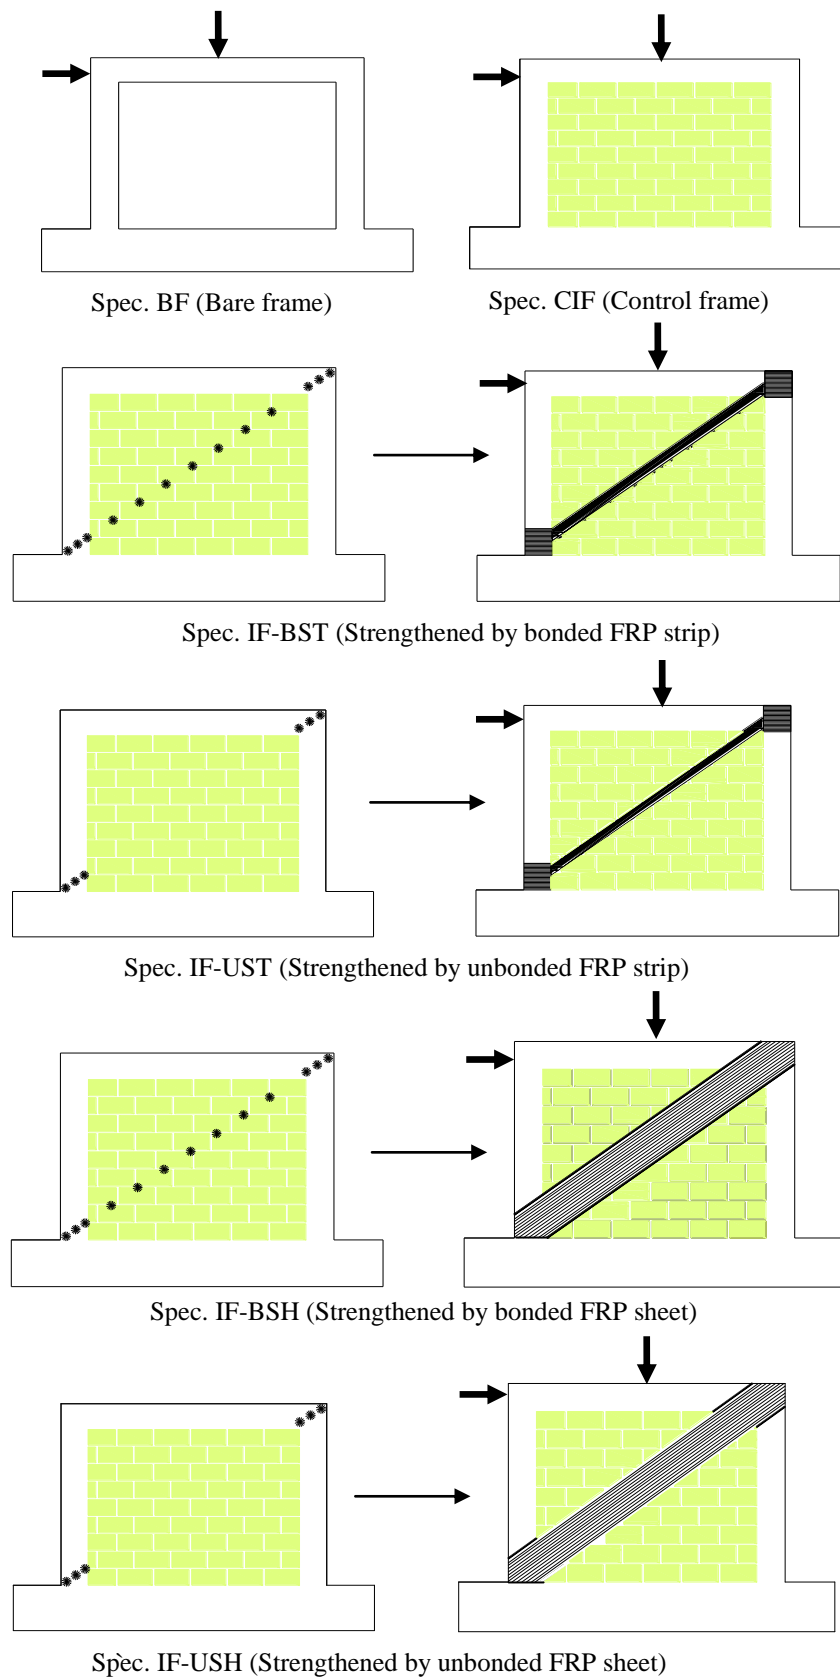 Spec. BF (Bare frame)
Spec. CIF (Control frame)
Spec. IF-BST (Strengthened by bonded FRP strip)
Spec. IF-UST (Strengthened by unbonded FRP strip)
Spec. IF-BSH (Strengthened by bonded FRP sheet)
Spec. IF-USH (Strengthened by unbonded FRP sheet)